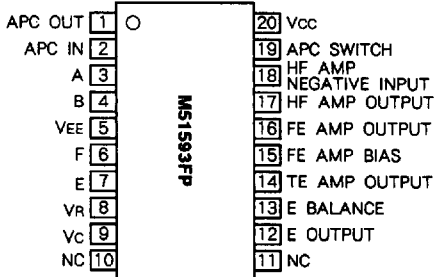 APC OUT 1
APC IN 2
A 3
B 4
VEE 5
F 6
E 7
VR 8
VC 9
NC 10
M51593FP
20 VCC
19 APC SWITCH
18 HF AMP NEGATIVE INPUT
17 HF AMP OUTPUT
16 FE AMP OUTPUT
15 FE AMP BIAS
14 TE AMP OUTPUT
13 E BALANCE
12 E OUTPUT
11 NC